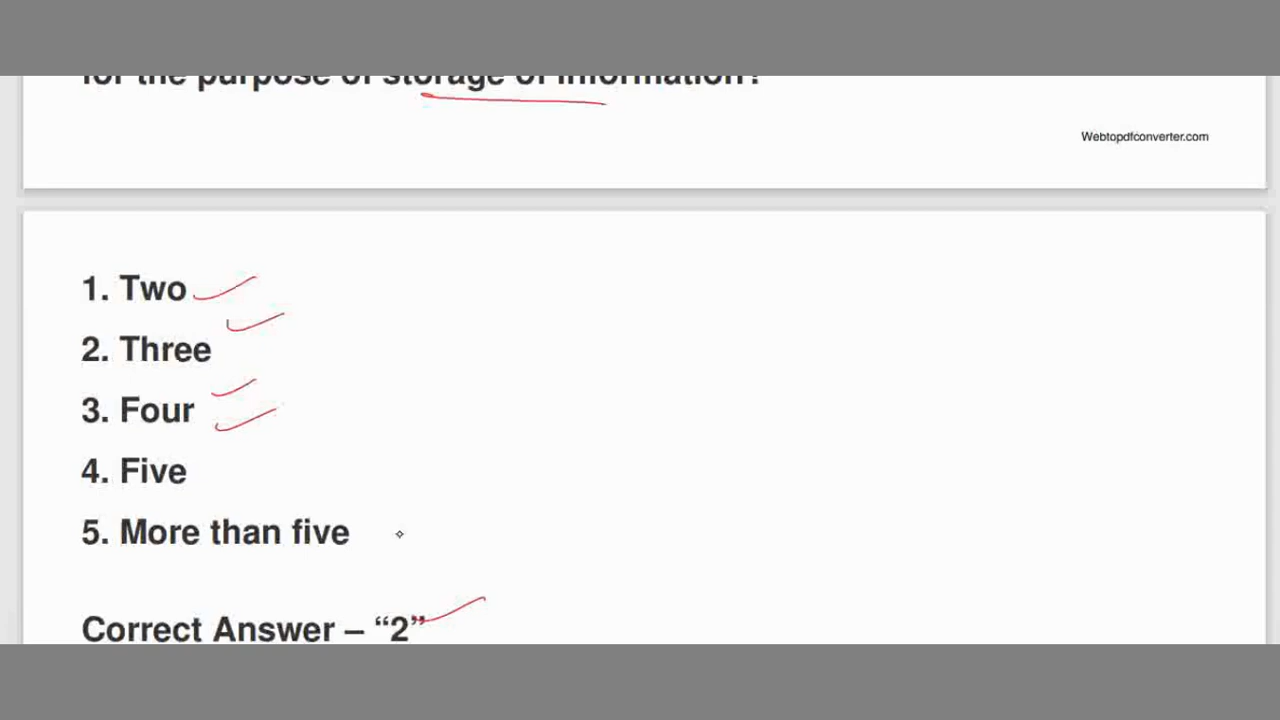 for the purpose of storage of information?
Webtopdfconverter.com
1. Two
2. Three
3. Four
4. Five
5. More than five
Correct Answer – “2”